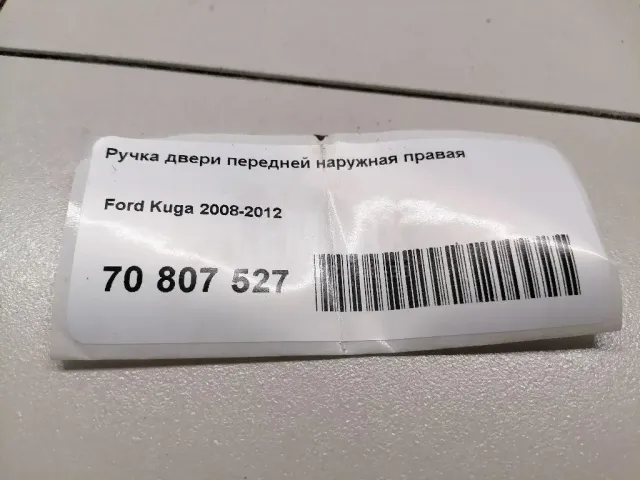 Ручка двери передней наружная правая
Ford Kuga 2008-2012
70 807 527